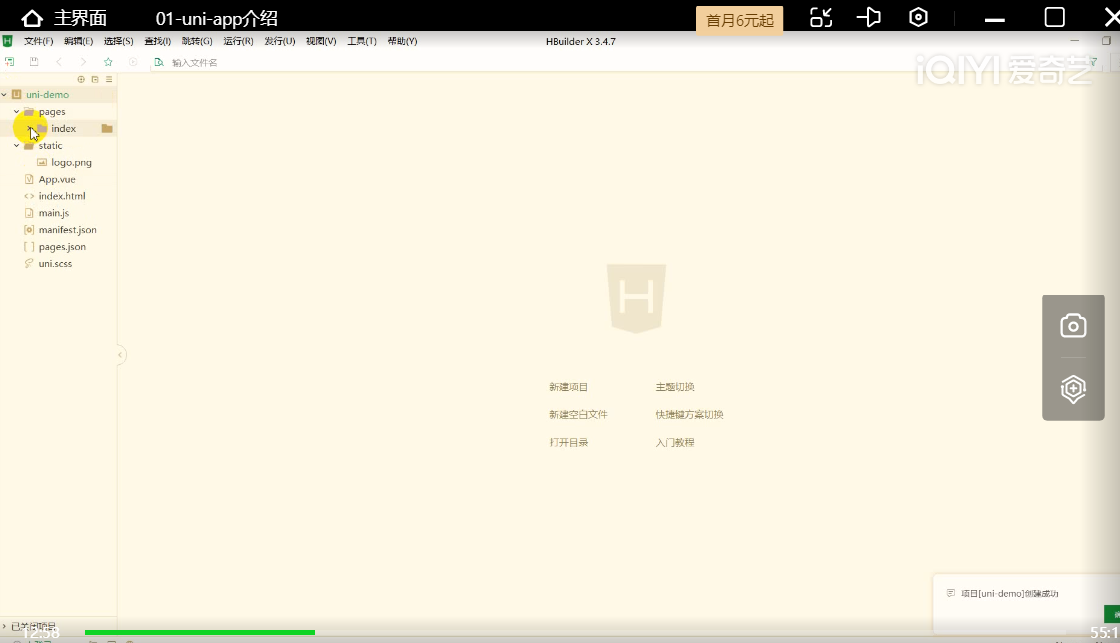 主界面 01-uni-app介绍 首月6元起
文件(F) 编辑(E) 选择(S) 查找(I) 跳转(G) 运行(R) 发行(U) 视图(V) 工具(T) 帮助(Y) HBuilder X 3.4.7
输入文件名
iQIYI 爱奇艺
uni-demo
pages
index
static
logo.png
App.vue
index.html
main.js
manifest.json
pages.json
uni.scss
H
新建项目 主题切换
新建空白文件 快捷键方案切换
打开目录 入门教程
项目[uni-demo]创建成功
已关闭项目
12:58